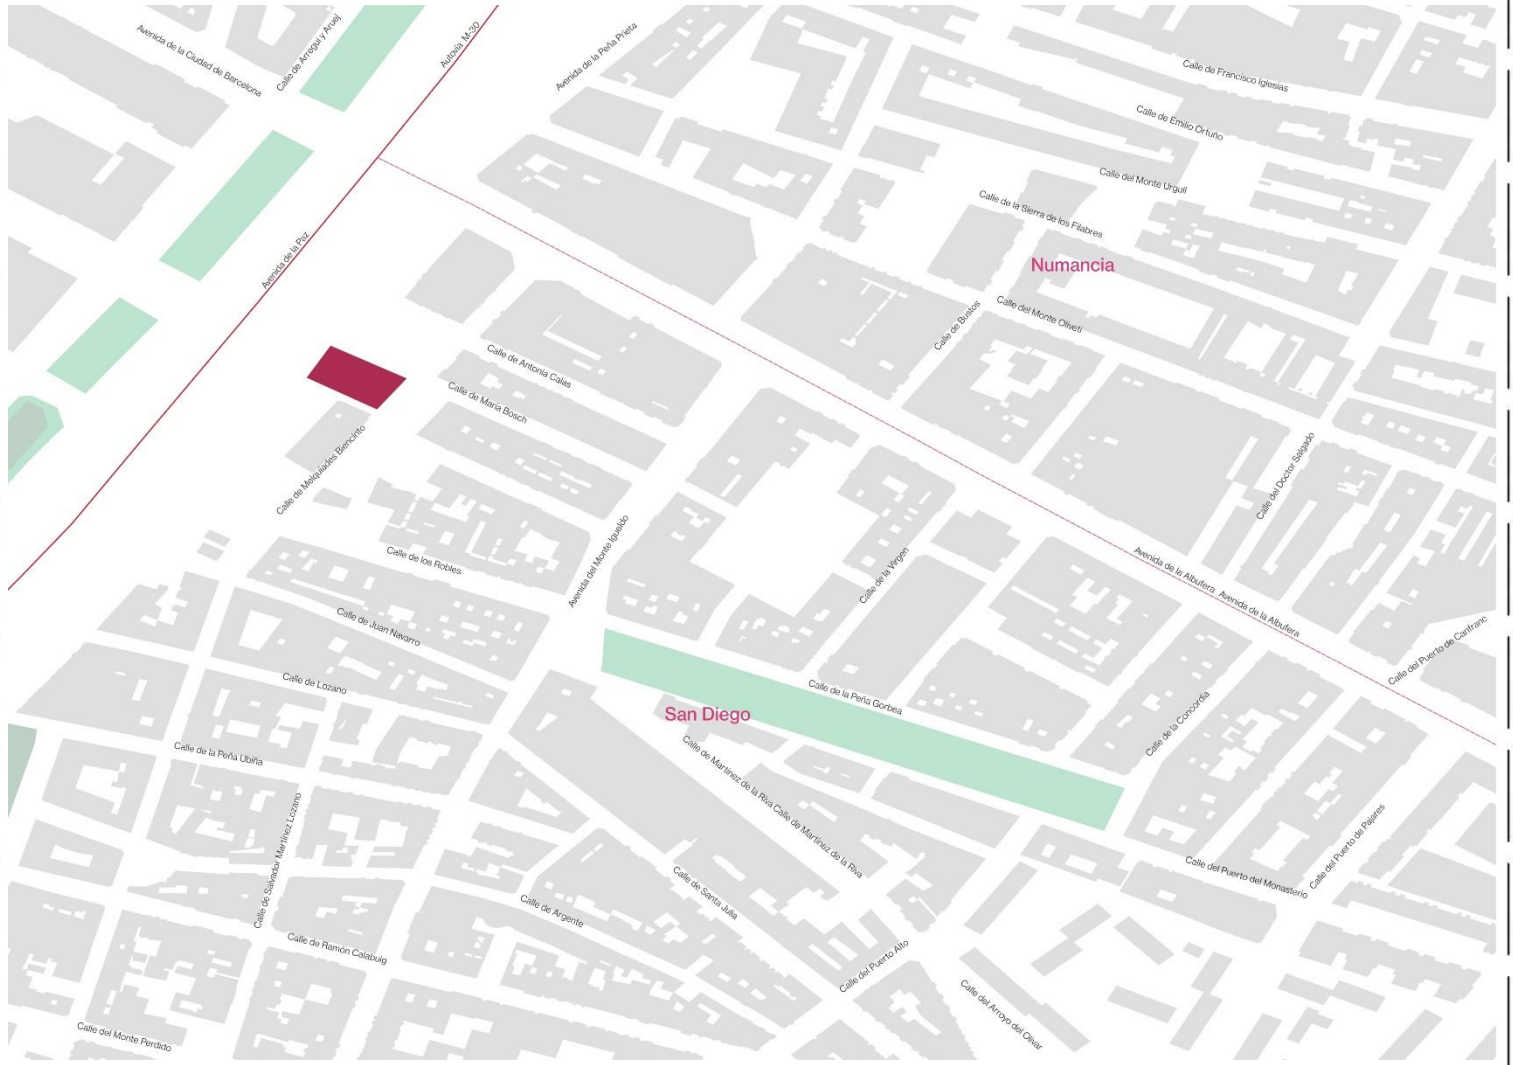 Avenida de la Ciudad de Barcelona
Calle de Arregui y Aruej
Autovía M-30
Avenida de la Peña Prieta
Calle de Francisco Iglesias
Calle de Emilio Ortuño
Calle del Monte Urgull
Calle de la Sierra de los Filabres
Numancia
Avenida de la Paz
Calle de Bustos
Calle del Monte Oliveti
Calle de Antonia Calas
Calle de María Bosch
Calle de Melquiades Biencinto
Calle del Doctor Salgado
Calle de los Robles
Avenida del Monte Igueldo
Calle de la Virgen
Avenida de la Albufera
Avenida de la Albufera
Calle de Juan Navarro
Calle del Puerto de Canfranc
Calle de Lozano
Calle de la Peña Gorbea
San Diego
Calle de la Concordia
Calle de la Peña Ubiña
Calle de Martínez de la Riva
Calle de Martínez de la Riva
Calle de Salvador Martínez Lozano
Calle del Puerto de Pajares
Calle del Puerto del Monasterio
Calle de Santa Julia
Calle de Argente
Calle de Ramón Calabuig
Calle del Puerto Alto
Calle del Arroyo del Olivar
Calle del Monte Perdido